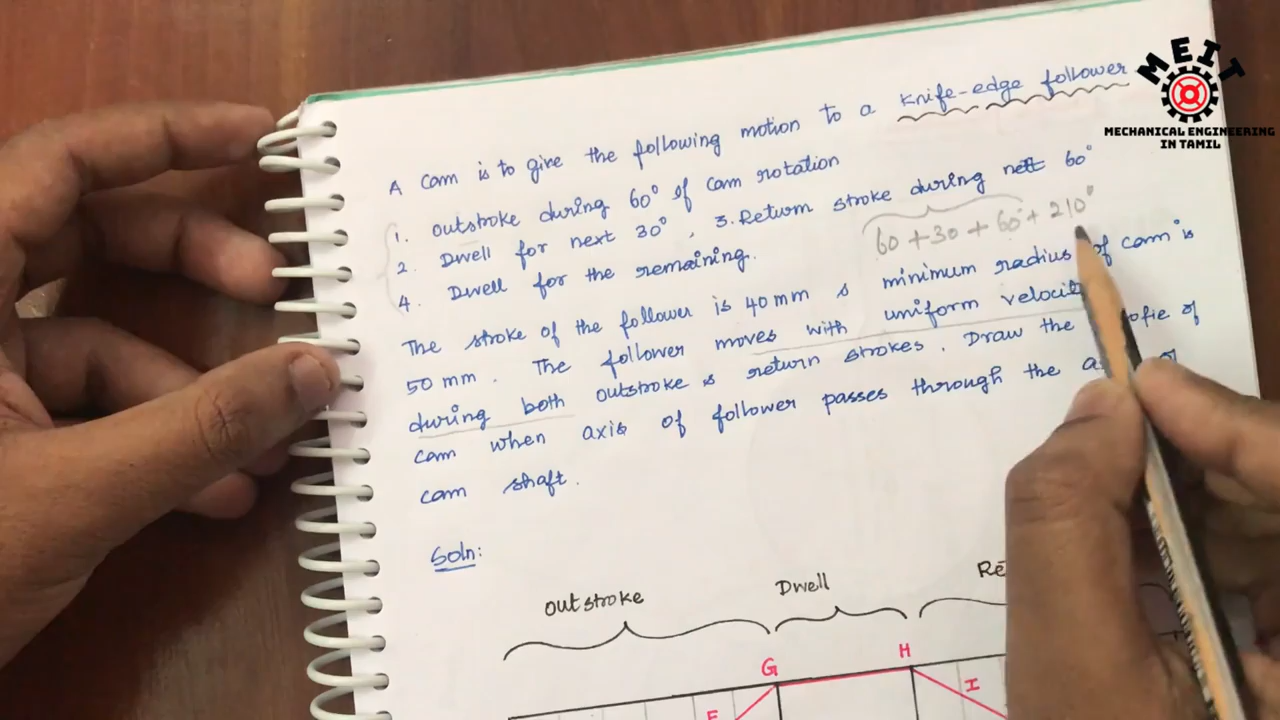 MEIT
MECHANICAL ENGINEERING
IN TAMIL
A cam is to give the following motion to a knife-edge follower
1. outstroke during 60° of cam rotation
2. Dwell for next 30°, 3. Return stroke during 60°
60 + 30 + 60° + 210°
4. Dwell for the remaining.
The stroke of the follower is 40 mm & minimum radius of cam is
50 mm. The follower moves with uniform
during both outstroke & return strokes. Draw the of
cam when axis of follower passes through the
cam shaft.
Soln:
outstroke
Dwell
G
H
I